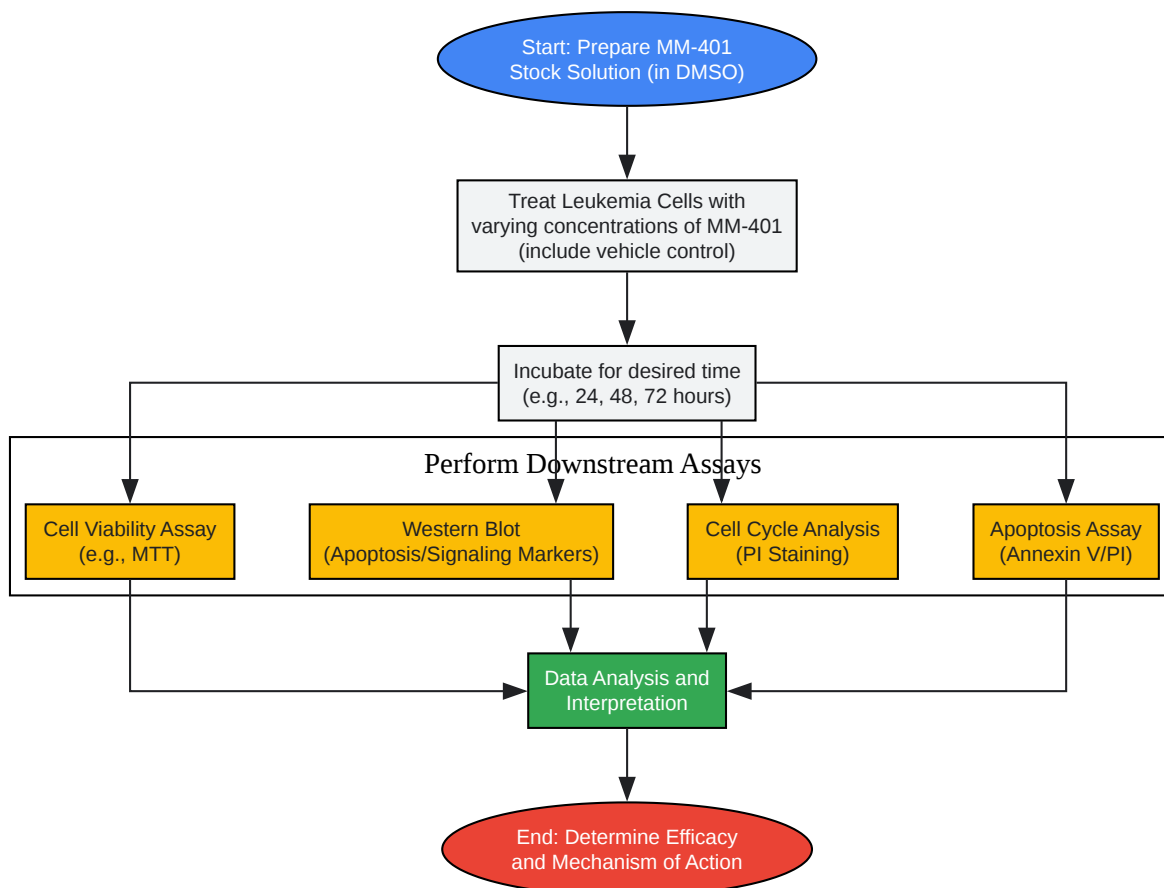 Start: Prepare MM-401
Stock Solution (in DMSO)
Treat Leukemia Cells with
varying concentrations of MM-401
(include vehicle control)
Incubate for desired time
(e.g., 24, 48, 72 hours)
Perform Downstream Assays
Cell Viability Assay
(e.g., MTT)
Western Blot
(Apoptosis/Signaling Markers)
Cell Cycle Analysis
(PI Staining)
Apoptosis Assay
(Annexin V/PI)
Data Analysis and
Interpretation
End: Determine Efficacy
and Mechanism of Action